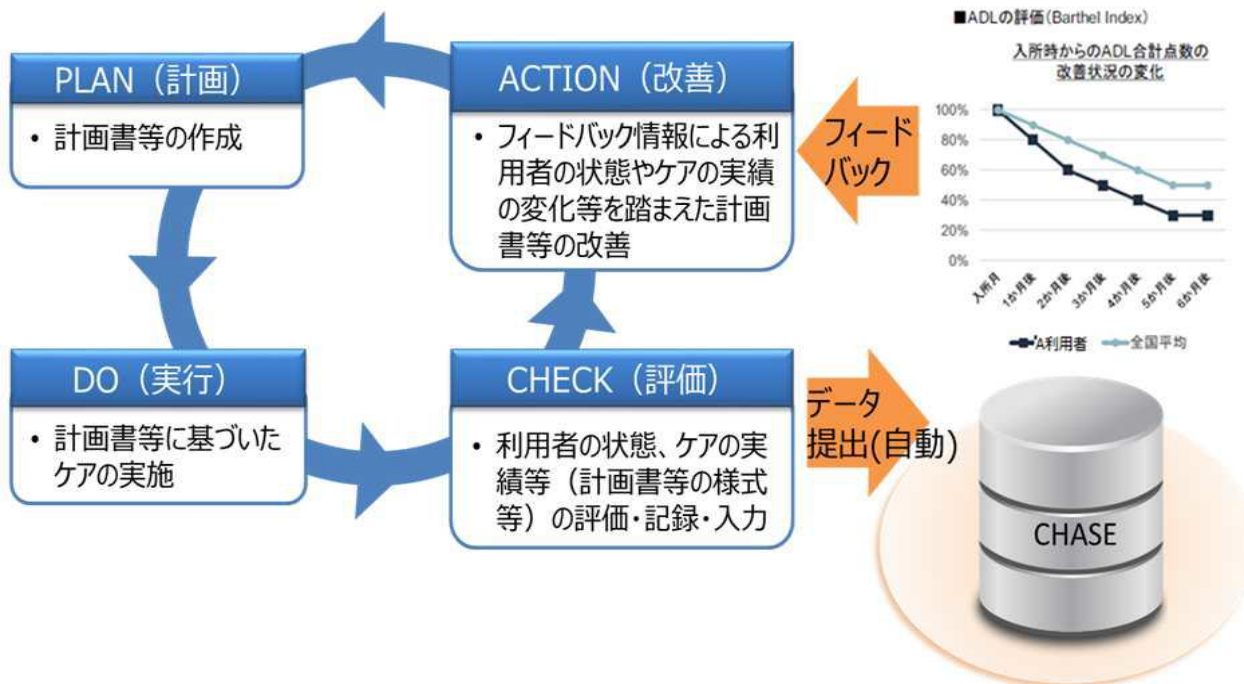 PLAN（計画）
・ 計画書等の作成
ACTION（改善）
・ フィードバック情報による利
用者の状態やケアの実績
の変化等を踏まえた計画
書等の改善
フィード
バック
■ADLの評価(Barthel Index)
入所時からのADL合計点数の
改善状況の変化
100%
80%
60%
40%
20%
0%
入所月
1か月後
2か月後
3か月後
4か月後
5か月後
6か月後
'A利用者
全国平均
DO（実行）
・ 計画書等に基づいた
ケアの実施
CHECK（評価）
・ 利用者の状態、ケアの実
績等（計画書等の様式
等）の評価・記録・入力
データ
提出(自動)
CHASE